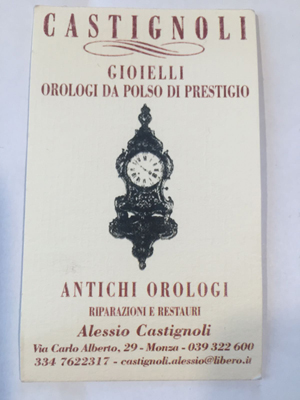 CASTIGNOLI
GIOIELLI
OROLOGI DA POLSO DI PRESTIGIO
ANTICHI OROLOGI
RIPARAZIONI E RESTAURI
Alessio Castignoli
Via Carlo Alberto, 29 - Monza - 039 322 600
334 7622317 - castignoli.alessio@libero.it